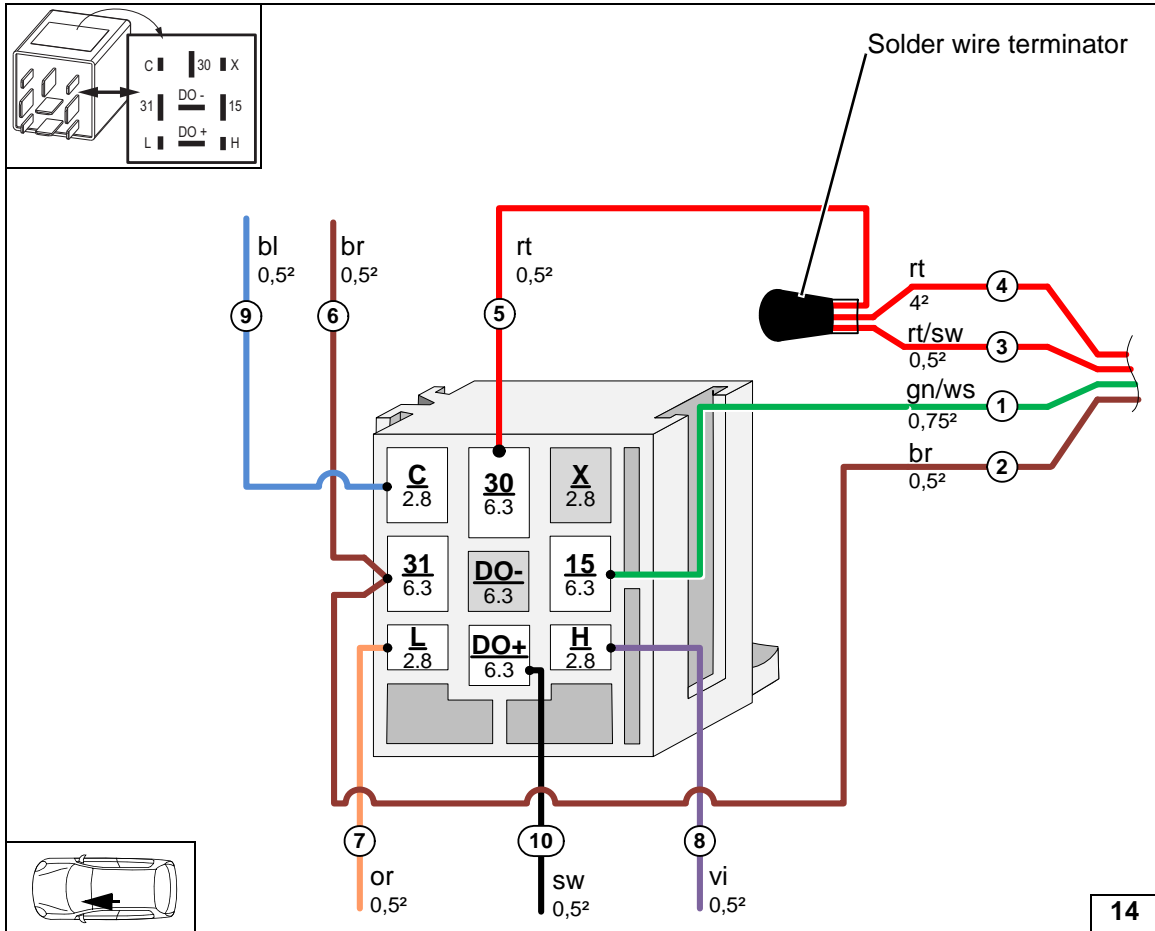 C 30 X
31 DO - 15
L DO + H
Solder wire terminator
bl
0,5²
br
0,5²
rt
0,5²
9
6
5
rt
4²
4
rt/sw
0,5²
3
gn/ws
0,75²
1
br
0,5²
2
C
2.8
30
6.3
X
2.8
31
6.3
DO-
6.3
15
6.3
L
2.8
DO+
6.3
H
2.8
7
10
8
or
0,5²
sw
0,5²
vi
0,5²
14